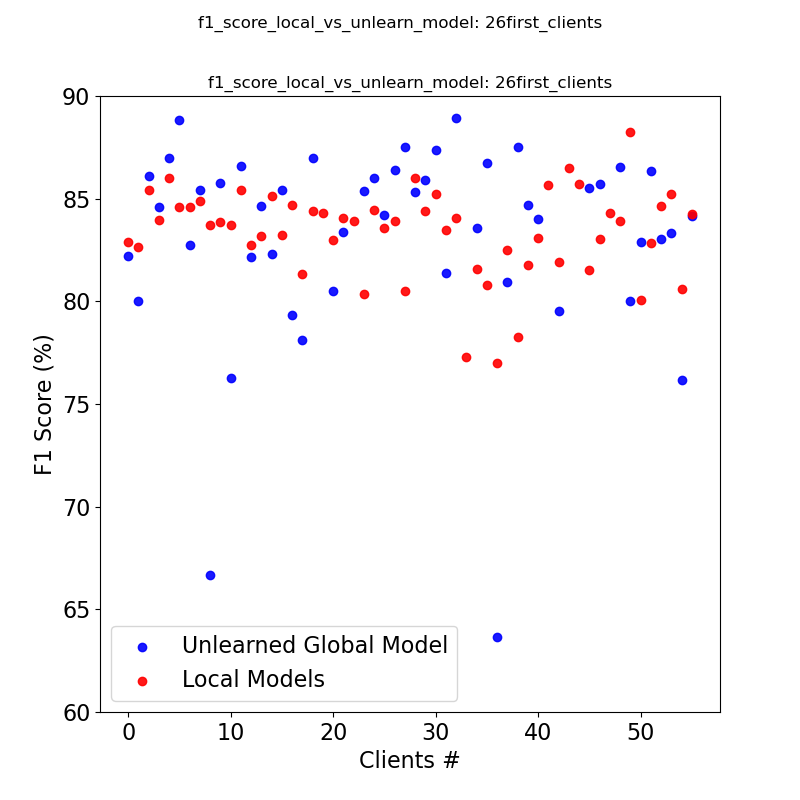 f1_score_local_vs_unlearn_model: 26first_clients
f1_score_local_vs_unlearn_model: 26first_clients
90
85
80
75
70
65
60
F1 Score (%)
Unlearned Global Model
Local Models
0 10 20 30 40 50
Clients #